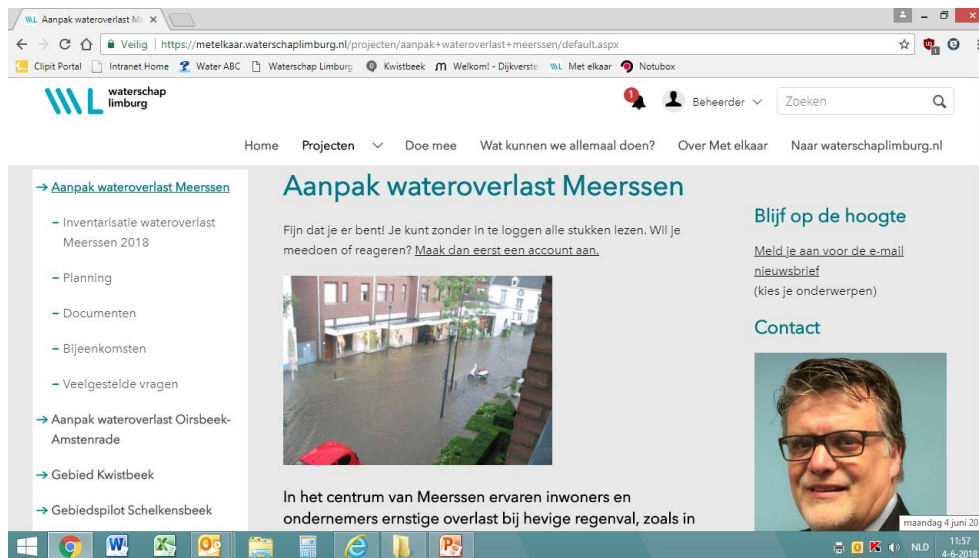 Aanpak wateroverlast Me
Veilig | https://metelkaar.waterschaplimburg.nl/projecten/aanpak+wateroverlast+meerssen/default.aspx
Clipit Portal Intranet Home Water ABC Waterschap Limburg Kwistbeek Welkom! - Dijkverste Met elkaar Notubox
waterschap
limburg
1
Beheerder
Zoeken
Home Projecten Doe mee Wat kunnen we allemaal doen? Over Met elkaar Naar waterschaplimburg.nl
Aanpak wateroverlast Meerssen
– Inventarisatie wateroverlast
Meerssen 2018
– Planning
– Documenten
– Bijeenkomsten
– Veelgestelde vragen
Aanpak wateroverlast Oirsbeek-
Amstenrade
Gebied Kwistbeek
Gebiedspilot Schelkensbeek
Aanpak wateroverlast Meerssen
Fijn dat je er bent! Je kunt zonder in te loggen alle stukken lezen. Wil je
meedoen of reageren? Maak dan eerst een account aan.
In het centrum van Meerssen ervaren inwoners en
ondernemers ernstige overlast bij hevige regenval, zoals in
Blijf op de hoogte
Meld je aan voor de e-mail
nieuwsbrief
(kies je onderwerpen)
Contact
maandag 4 juni 20
NLD
11:57
4-6-2018